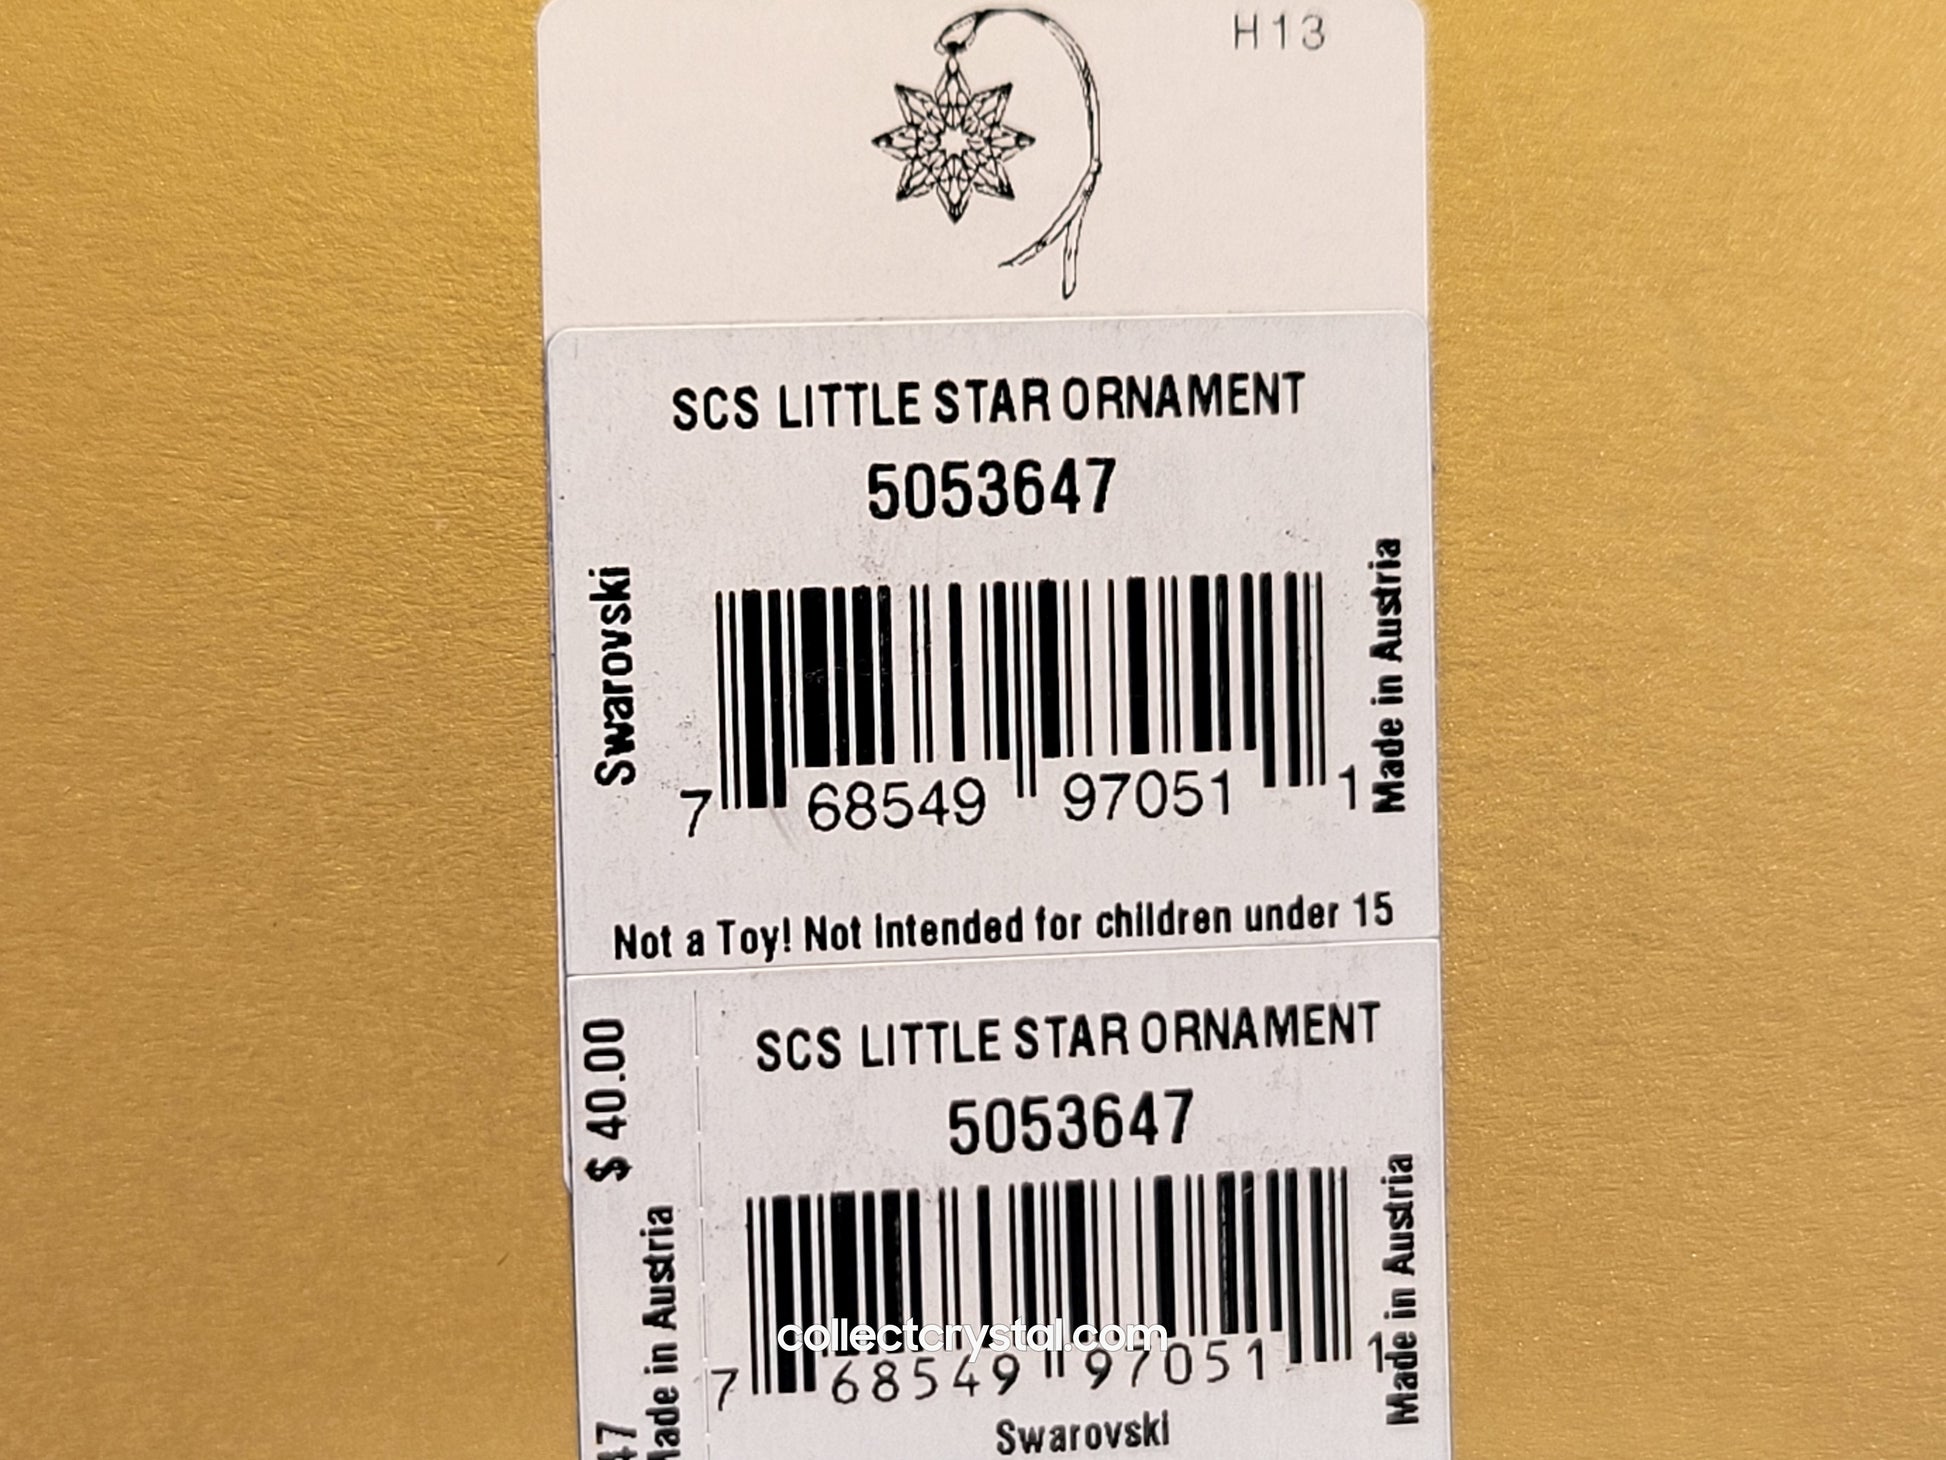 H13
SCS LITTLE STAR ORNAMENT
5053647
Swarovski
Made in Austria
7 68549 97051 1
Not a Toy! Not intended for children under 15
$ 40.00
SCS LITTLE STAR ORNAMENT
5053647
Made in Austria
Made in Austria
collectcrystal.com
7 68549 97051 1
47
Swarovski